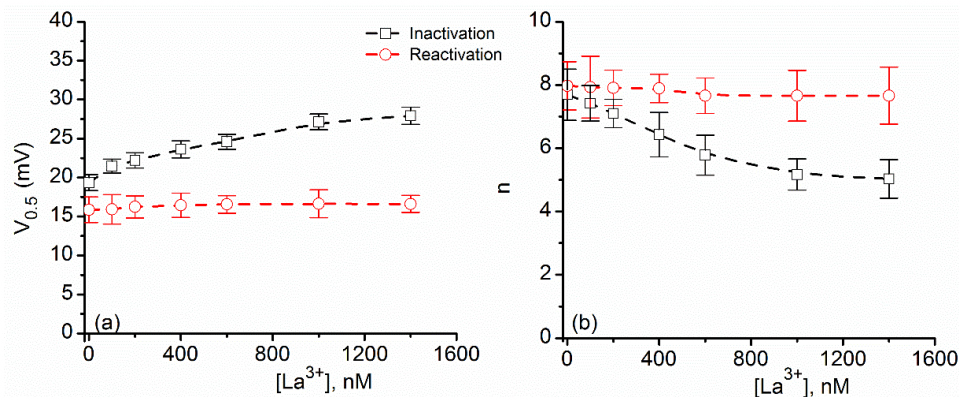 40
35
30
25
20
15
10
5
0
V0.5 (mV)
Inactivation
Reactivation
(a)
0 400 800 1200 1600
[La3+], nM
10
8
6
4
2
0
n
(b)
0 400 800 1200 1600
[La3+], nM